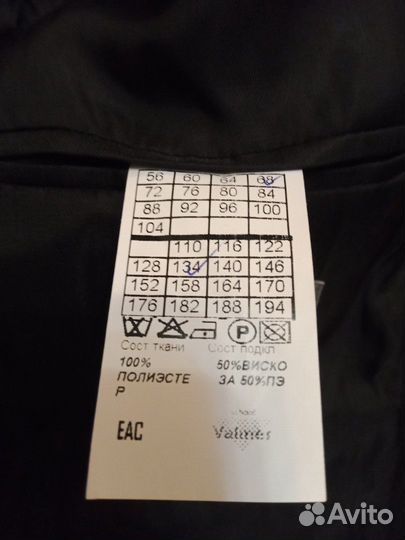 56 60 64 68
72 76 80 84
88 92 96 100
104
110 116 122
128 134 140 146
152 158 164 170
176 182 188 194
P
Сост ткани Сост подкл
100% 50%ВИСКО
ПОЛИЭСТЕ ЗА 50%ПЭ
Р
school
EAC Valmer
Avito